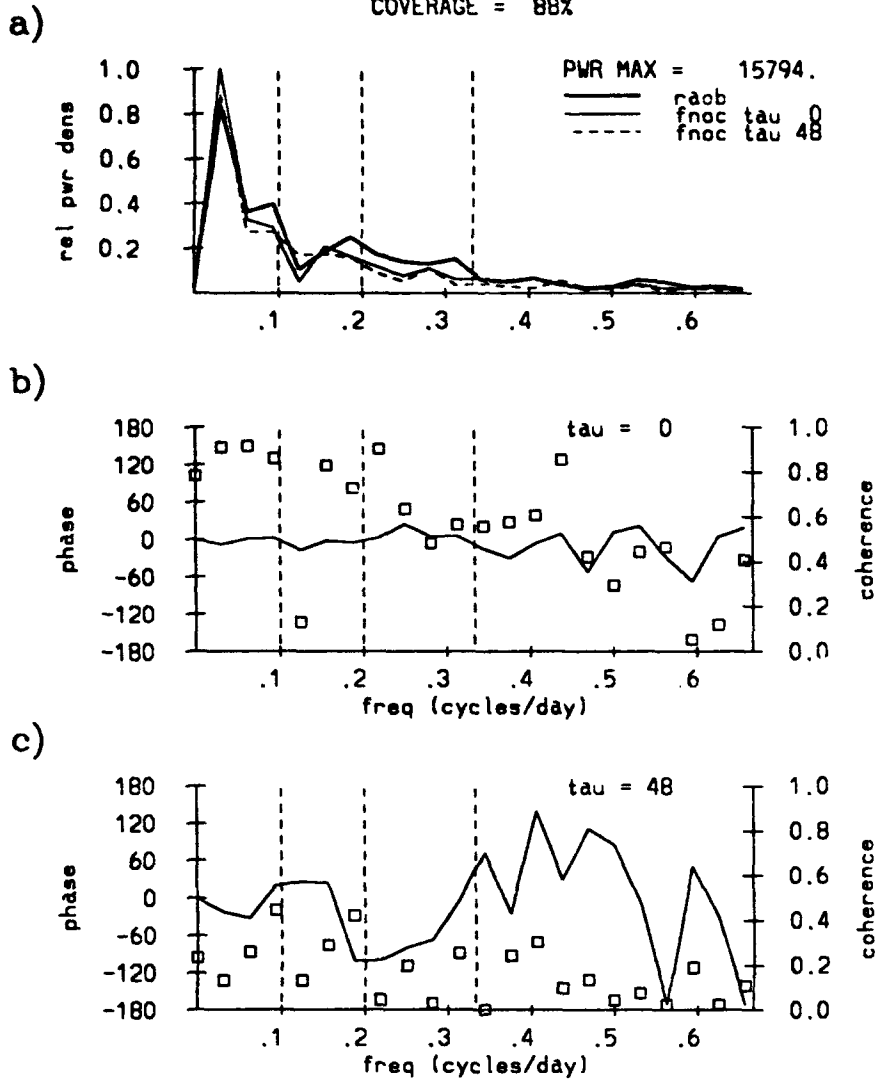 COVERAGE = 88%
a)
PWR MAX = 15794.
raob
fnoc tau 0
fnoc tau 48
rel pwr dens
1.0
0.8
0.6
0.4
0.2
.1 .2 .3 .4 .5 .6
b)
tau = 0
phase
180
120
60
0
-60
-120
-180
coherence
1.0
0.8
0.6
0.4
0.2
0.0
.1 .2 .3 .4 .5 .6
freq (cycles/day)
c)
tau = 48
phase
180
120
60
0
-60
-120
-180
coherence
1.0
0.8
0.6
0.4
0.2
0.0
.1 .2 .3 .4 .5 .6
freq (cycles/day)